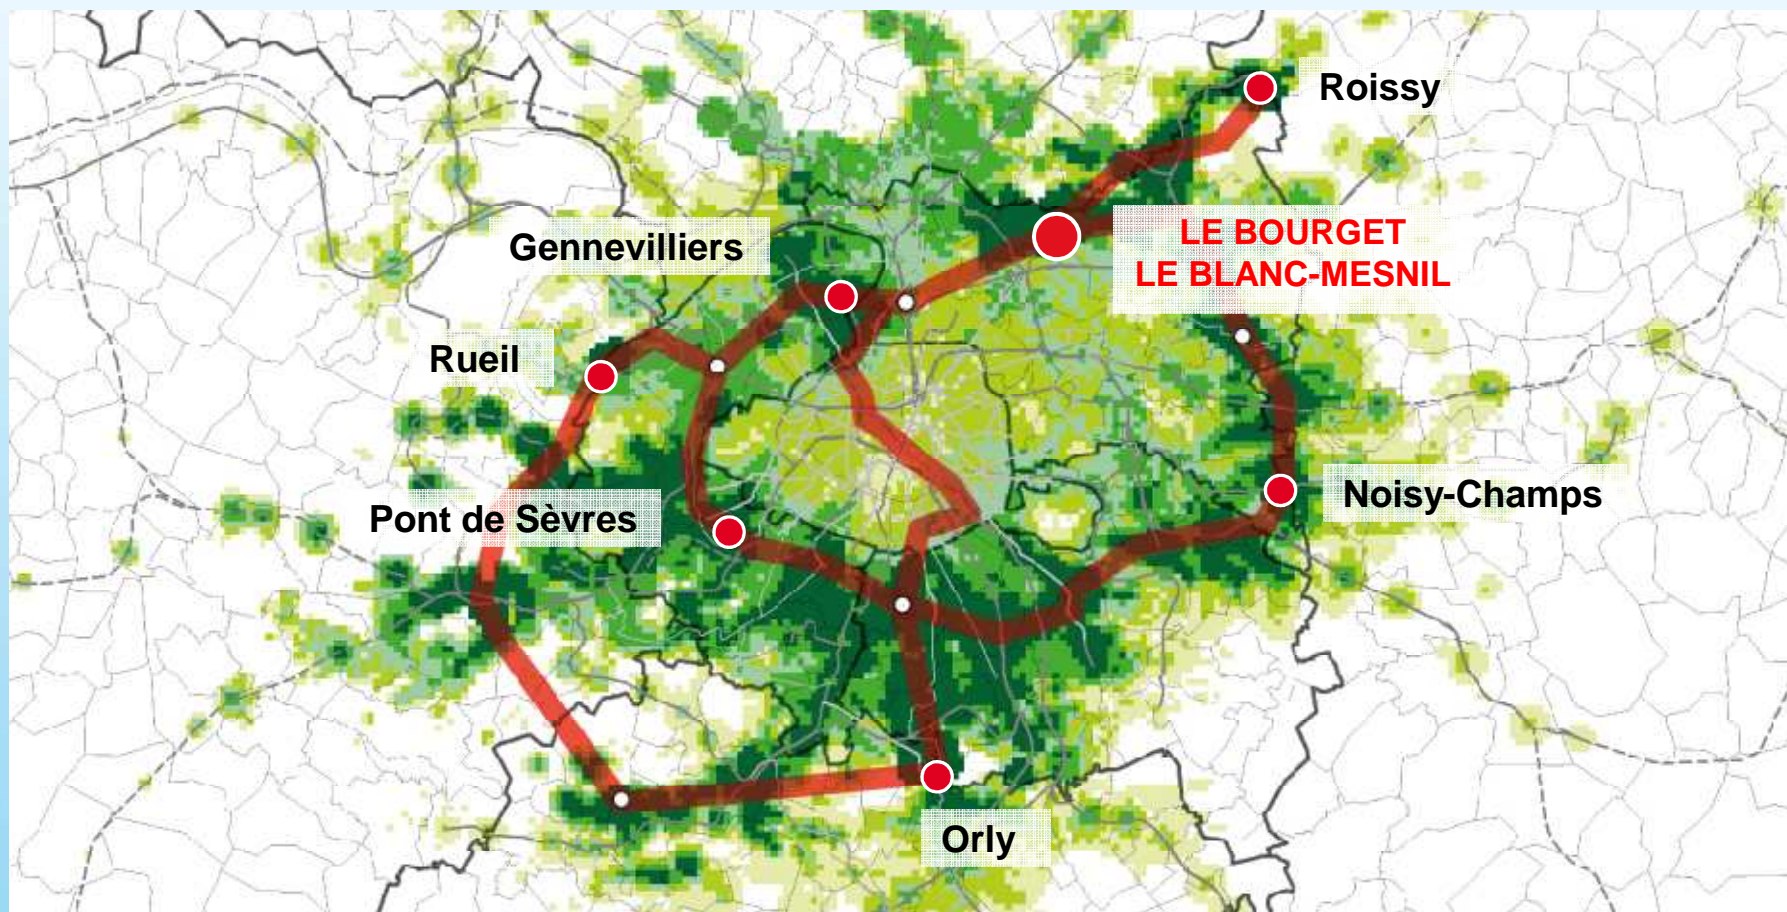 Roissy
LE BOURGET
LE BLANC-MESNIL
Gennevilliers
Rueil
Pont de Sèvres
Noisy-Champs
Orly